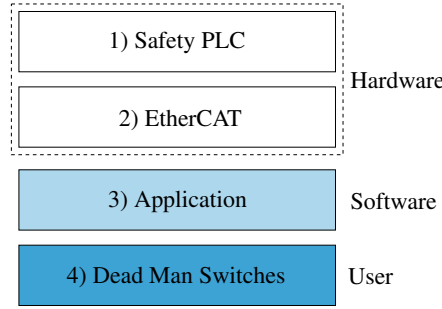 1) Safety PLC
Hardware
2) EtherCAT
3) Application
Software
4) Dead Man Switches
User